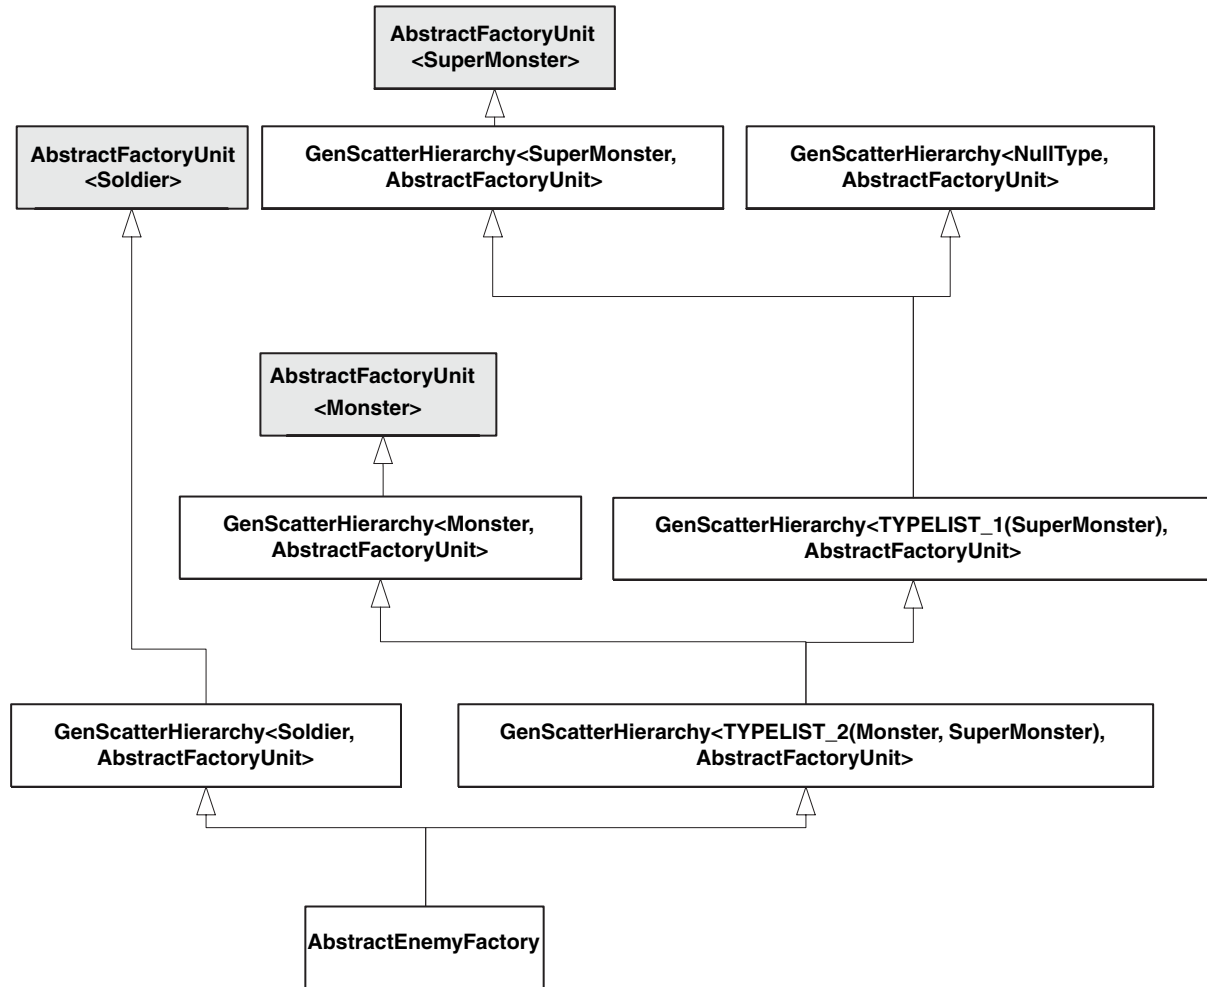 AbstractFactoryUnit
<SuperMonster>
AbstractFactoryUnit
<Soldier>
GenScatterHierarchy<SuperMonster,
AbstractFactoryUnit>
GenScatterHierarchy<NullType,
AbstractFactoryUnit>
AbstractFactoryUnit
<Monster>
GenScatterHierarchy<Monster,
AbstractFactoryUnit>
GenScatterHierarchy<TYPELIST_1(SuperMonster),
AbstractFactoryUnit>
GenScatterHierarchy<Soldier,
AbstractFactoryUnit>
GenScatterHierarchy<TYPELIST_2(Monster, SuperMonster),
AbstractFactoryUnit>
AbstractEnemyFactory